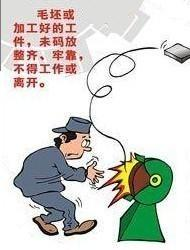 毛坯或
加工好的工
件，未码放
整齐、牢靠，
不得工作或
离开。